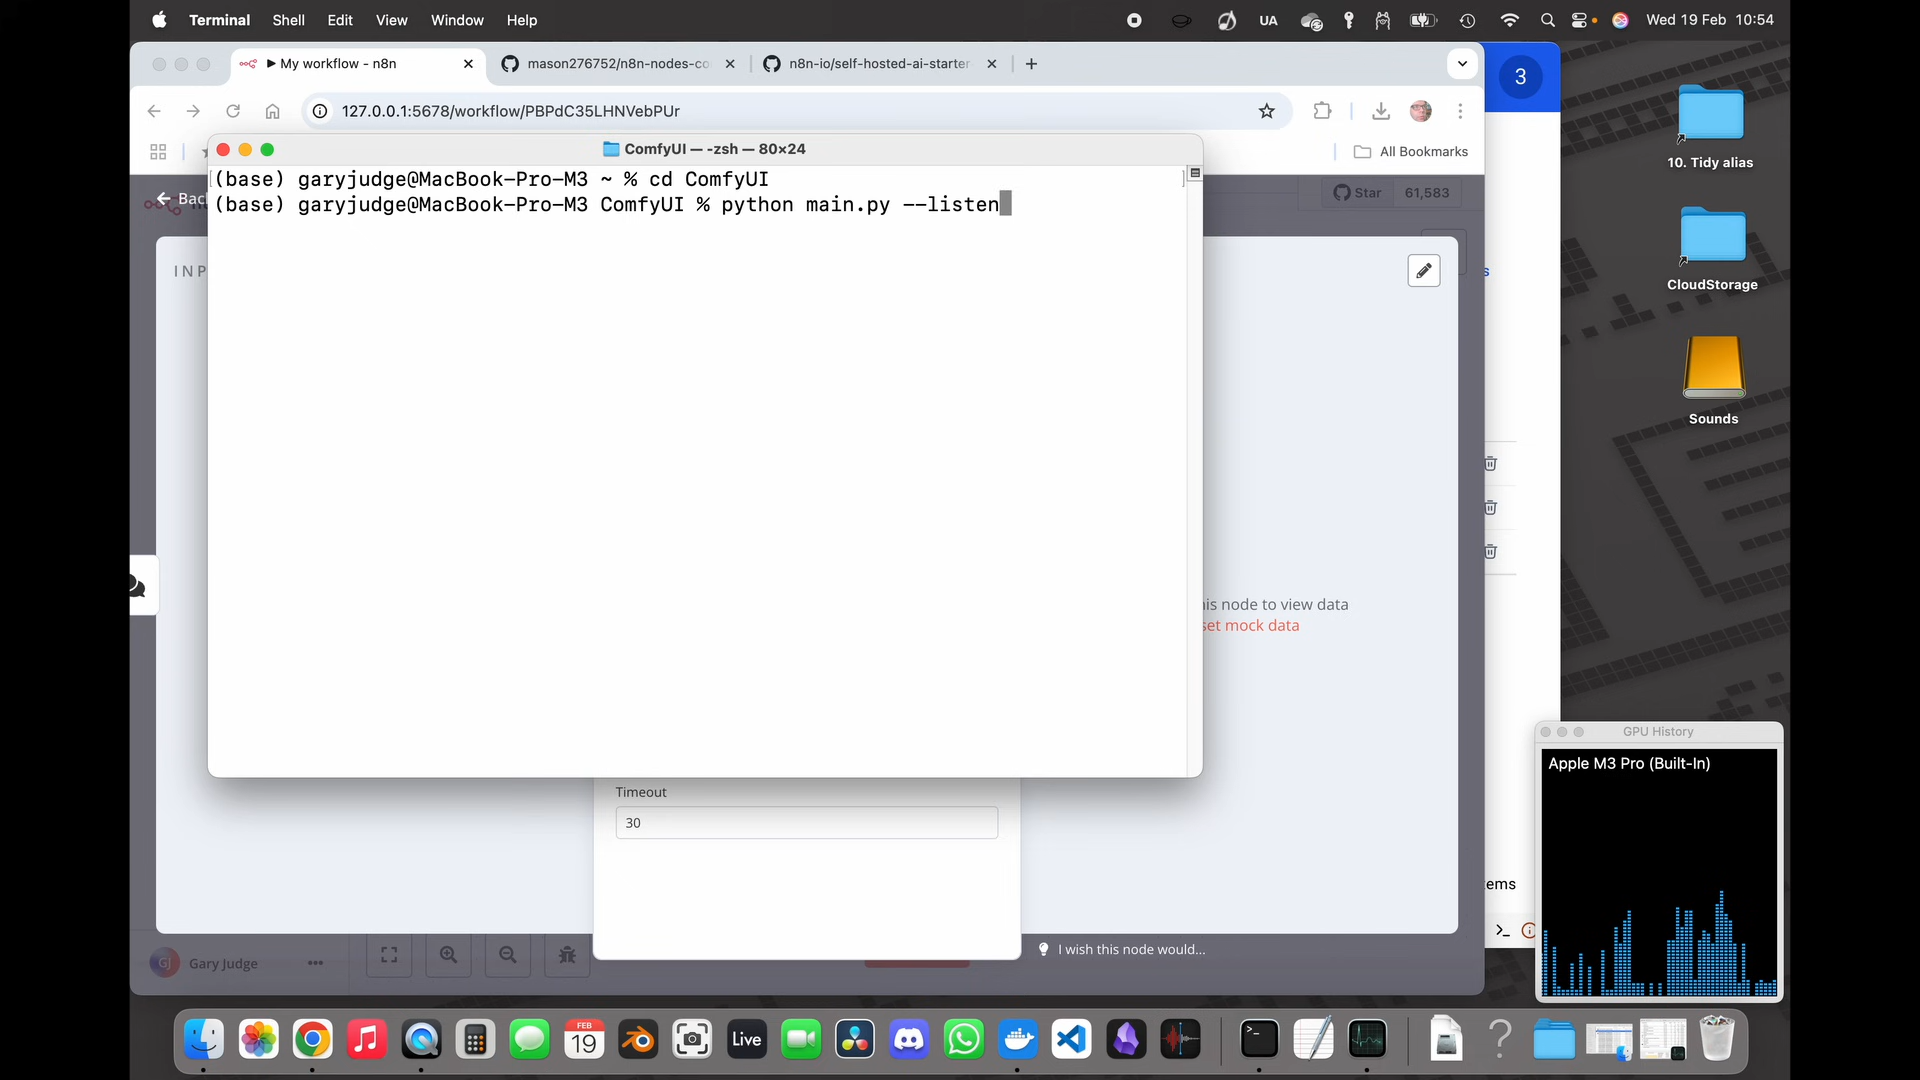 Terminal Shell Edit View Window Help UA Wed 19 Feb 10:54
▶ My workflow - n8n mason276752/n8n-nodes-co n8n-io/self-hosted-ai-starter
3
127.0.0.1:5678/workflow/PBPdC35LHNVebPUr
ComfyUI — -zsh — 80×24
All Bookmarks
(base) garyjudge@MacBook-Pro-M3 ~ % cd ComfyUI
(base) garyjudge@MacBook-Pro-M3 ComfyUI % python main.py --listen
Back
Star 61,583
INP
s
his node to view data
set mock data
Timeout
30
ems
I wish this node would...
GJ Gary Judge
10. Tidy alias
CloudStorage
Sounds
GPU History
Apple M3 Pro (Built-In)
FEB
19
Live